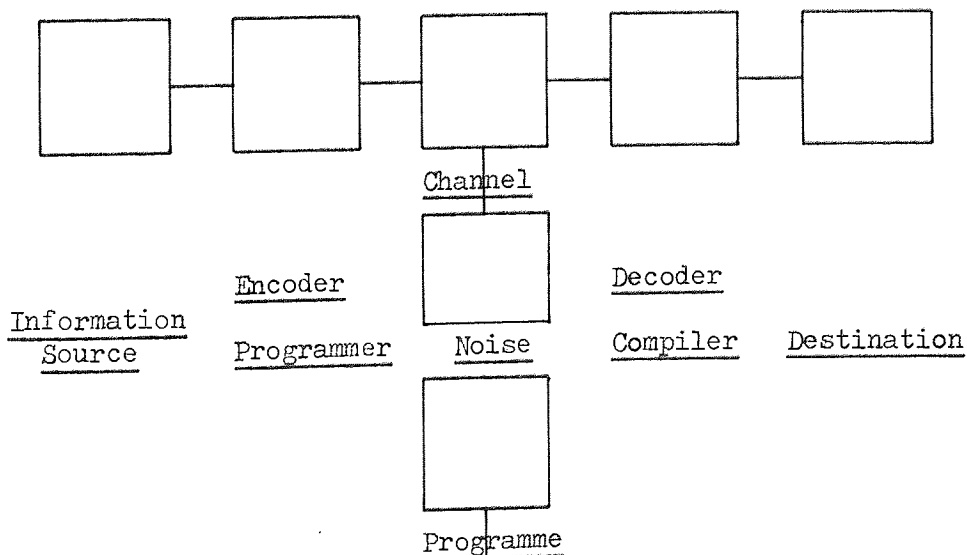 Channel
Encoder
Decoder
Information
Source
Programmer
Noise
Compiler
Destination
Programme